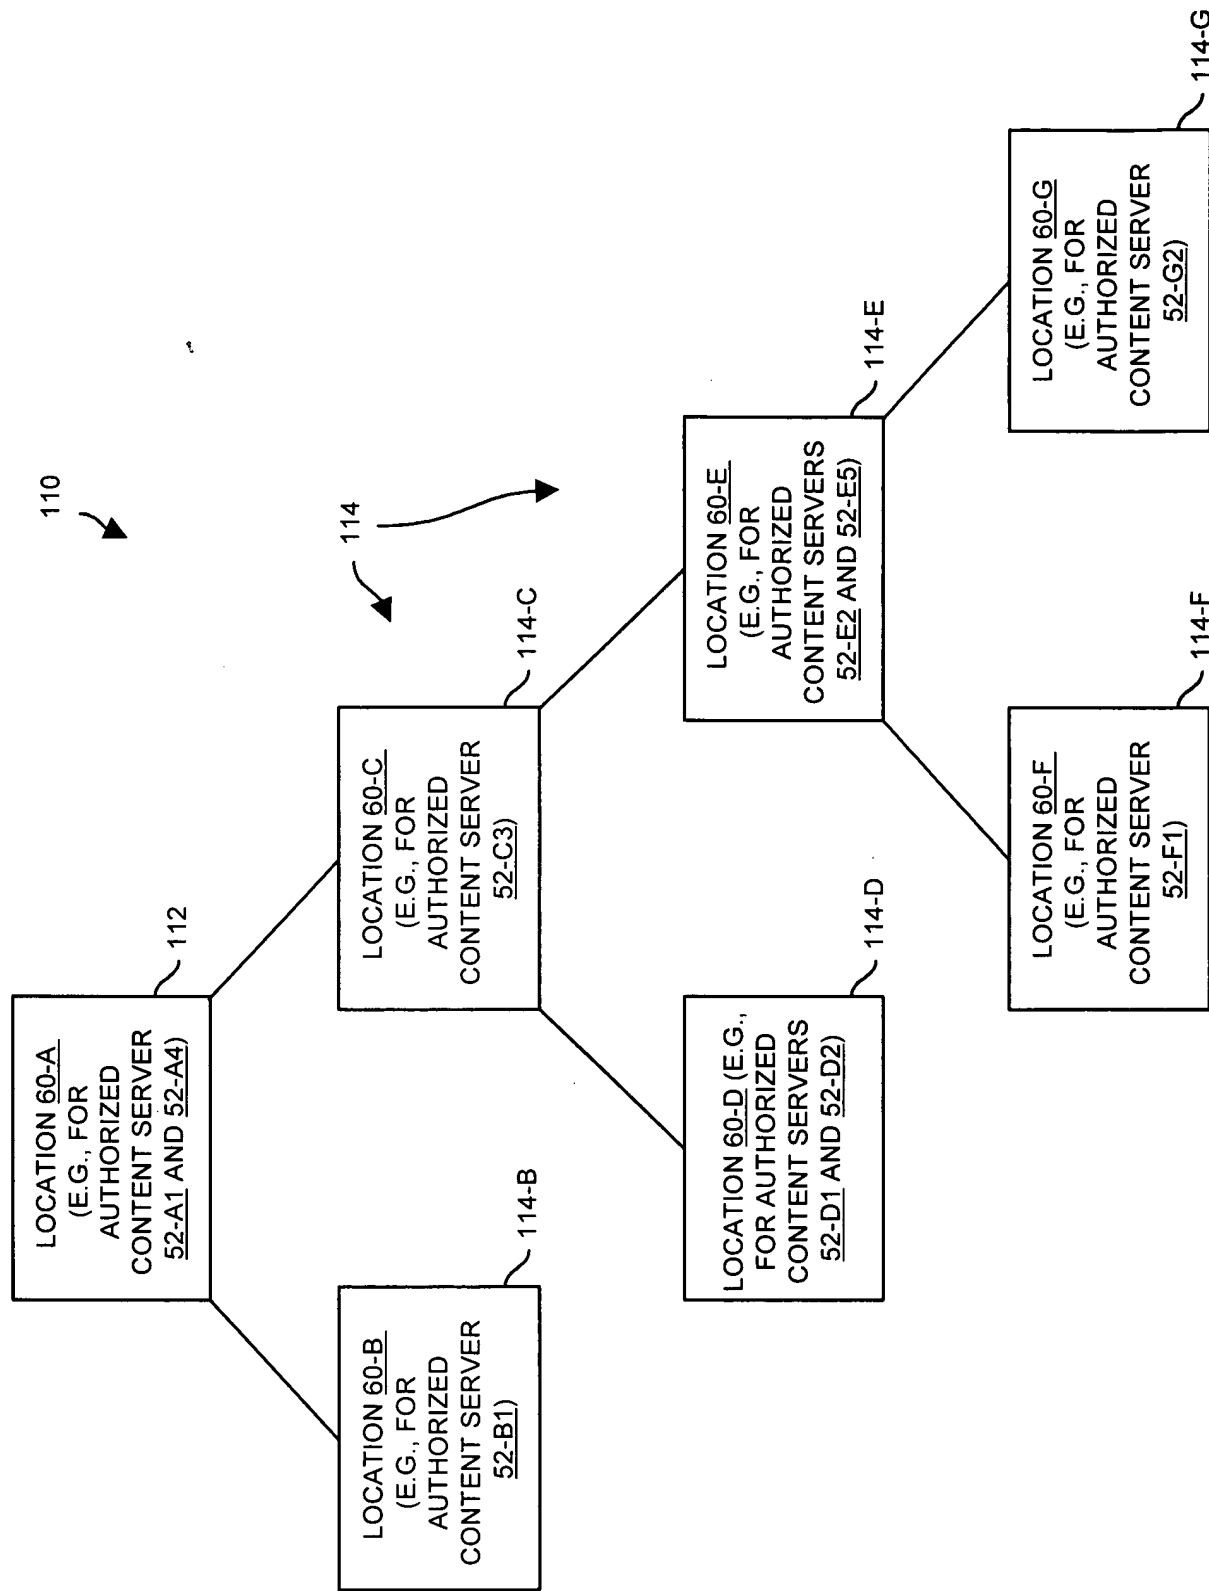 110
LOCATION 60-A
(E.G., FOR
AUTHORIZED
CONTENT SERVER
52-A1 AND 52-A4)
112
114
LOCATION 60-B
(E.G., FOR
AUTHORIZED
CONTENT SERVER
52-B1)
114-B
LOCATION 60-C
(E.G., FOR
AUTHORIZED
CONTENT SERVER
52-C3)
114-C
LOCATION 60-D (E.G.,
FOR AUTHORIZED
CONTENT SERVERS
52-D1 AND 52-D2)
114-D
LOCATION 60-E
(E.G., FOR
AUTHORIZED
CONTENT SERVERS
52-E2 AND 52-E5)
114-E
LOCATION 60-F
(E.G., FOR
AUTHORIZED
CONTENT SERVER
52-F1)
114-F
LOCATION 60-G
(E.G., FOR
AUTHORIZED
CONTENT SERVER
52-G2)
114-G